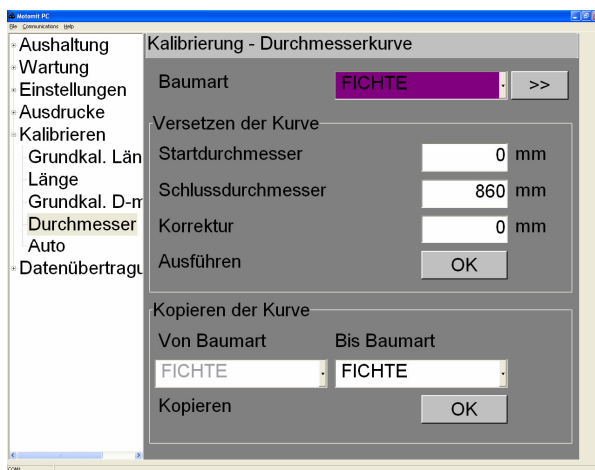 Motomit PC
File Communications Help
Aushaltung
Wartung
Einstellungen
Ausdrucke
Kalibrieren
Grundkal. Län
Länge
Grundkal. D-m
Durchmesser
Auto
Datenübertragu
Kalibrierung - Durchmesserkurve
Baumart FICHTE >>
Versetzen der Kurve
Startdurchmesser 0 mm
Schlussdurchmesser 860 mm
Korrektur 0 mm
Ausführen OK
Kopieren der Kurve
Von Baumart Bis Baumart
FICHTE FICHTE
Kopieren OK